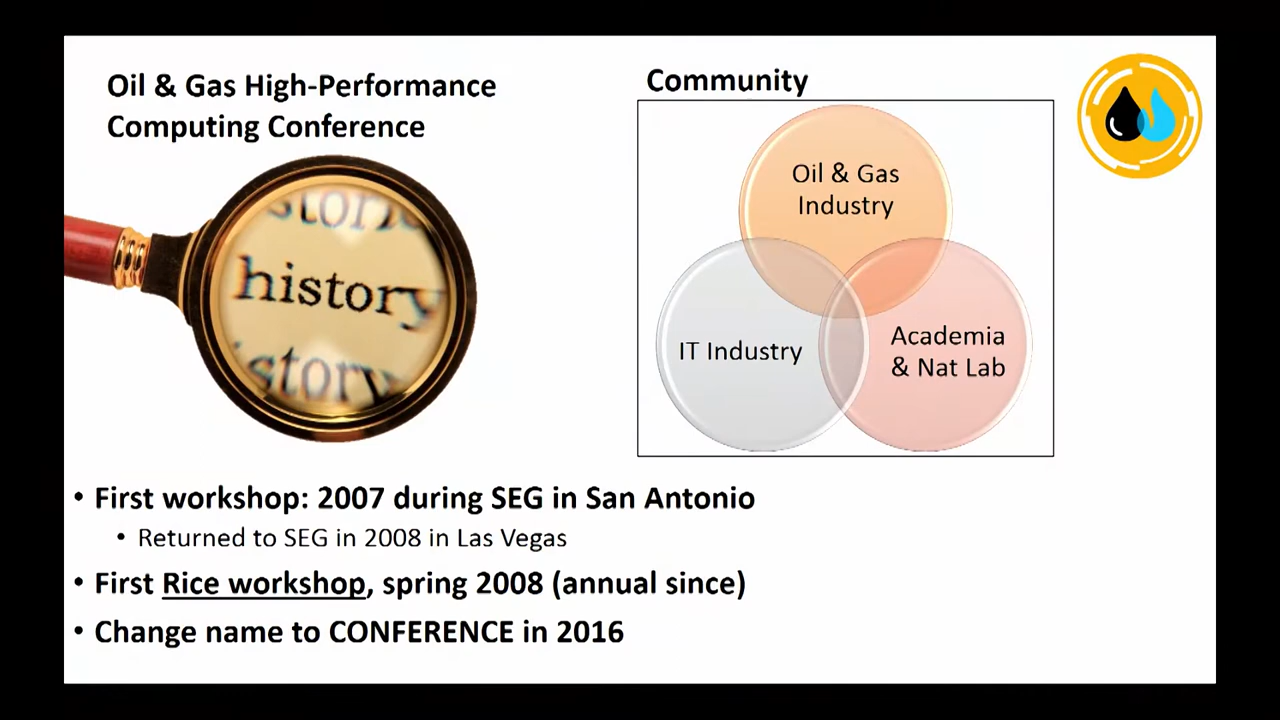 Oil & Gas High-Performance
Computing Conference
history
Community
Oil & Gas
Industry
IT Industry
Academia
& Nat Lab
• First workshop: 2007 during SEG in San Antonio
• Returned to SEG in 2008 in Las Vegas
• First Rice workshop, spring 2008 (annual since)
• Change name to CONFERENCE in 2016